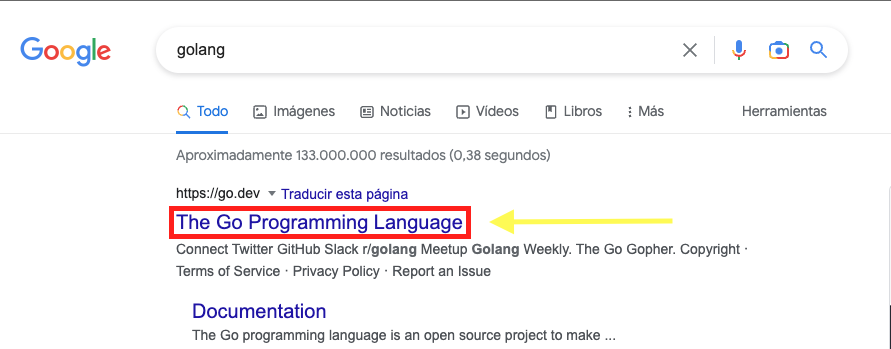 Google
golang
Todo Imágenes Noticias Vídeos Libros Más Herramientas
Aproximadamente 133.000.000 resultados (0,38 segundos)
https://go.dev Traducir esta página
The Go Programming Language
Connect Twitter GitHub Slack r/golang Meetup Golang Weekly. The Go Gopher. Copyright ·
Terms of Service · Privacy Policy · Report an Issue
Documentation
The Go programming language is an open source project to make ...